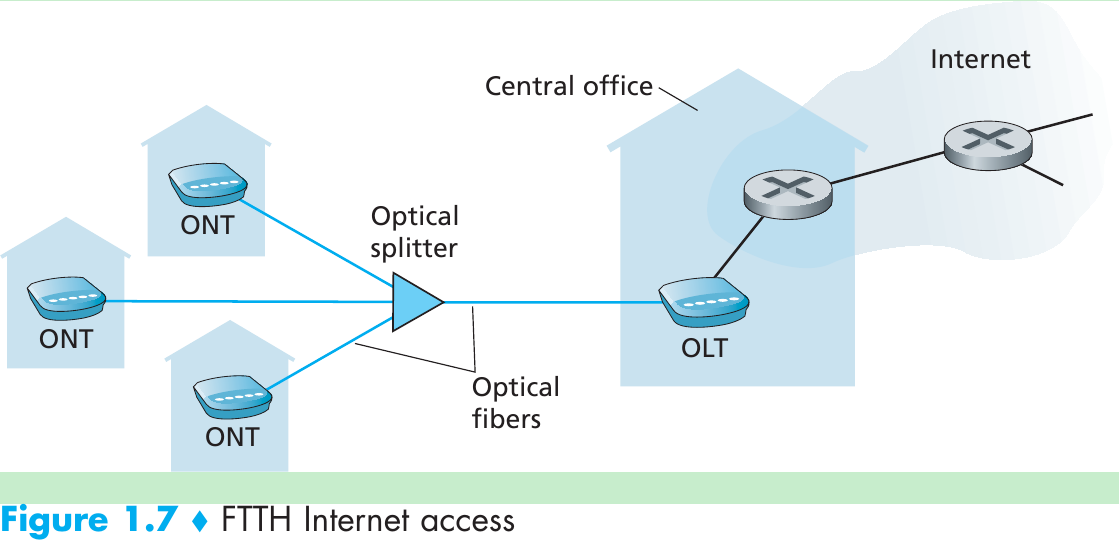 Internet
Central office
ONT
Optical
splitter
ONT
OLT
Optical
fibers
ONT
Figure 1.7 ♦ FTTH Internet access